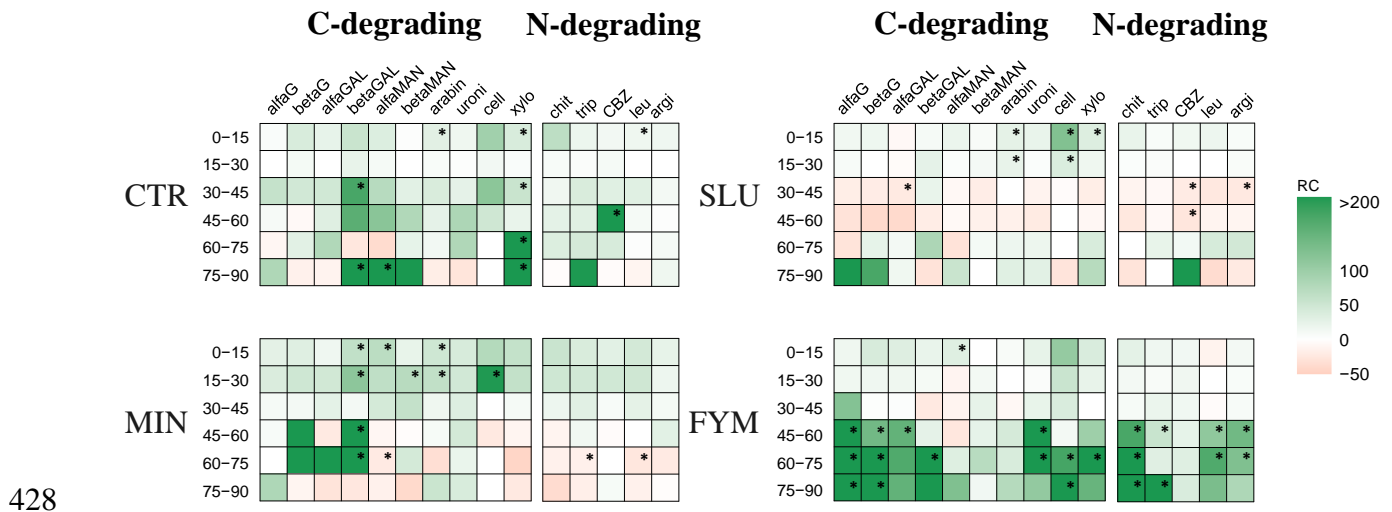 C-degrading N-degrading C-degrading N-degrading
alfaG betaG alfaGAL betaGAL alfaMAN betaMAN arabin uroni cell xylo chit trip CBZ leu argi
alfaG betaG alfaGAL betaGAL alfaMAN betaMAN arabin uroni cell xylo chit trip CBZ leu argi
CTR
0−15 * * *
15−30
30−45 * *
45−60 *
60−75 *
75−90 * * *
SLU
0−15 * * *
15−30 * *
30−45 * * *
45−60 *
60−75
75−90
RC
>200
100
50
0
−50
MIN
0−15 * * *
15−30 * * * *
30−45
45−60 *
60−75 * * * *
75−90
FYM
0−15 *
15−30
30−45
45−60 * * * * * * * *
60−75 * * * * * * * * *
75−90 * * * * *
428